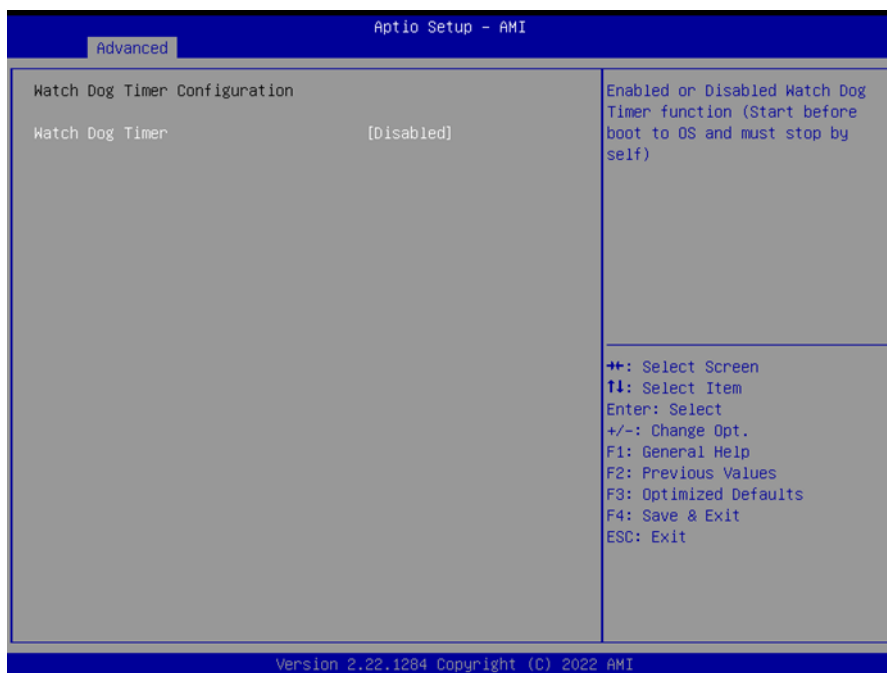 Aptio Setup – AMI
Advanced
Watch Dog Timer Configuration
Watch Dog Timer [Disabled]
Enabled or Disabled Watch Dog
Timer function (Start before
boot to OS and must stop by
self)
→←: Select Screen
↑↓: Select Item
Enter: Select
+/-: Change Opt.
F1: General Help
F2: Previous Values
F3: Optimized Defaults
F4: Save & Exit
ESC: Exit
Version 2.22.1284 Copyright (C) 2022 AMI